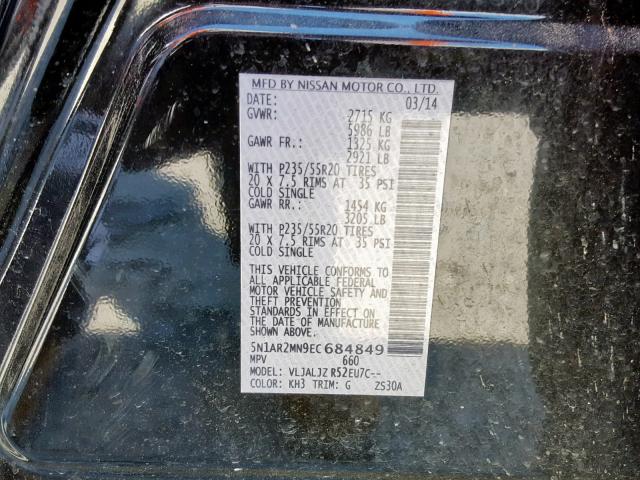 MFD BY NISSAN MOTOR CO., LTD.
DATE: 03/14
GVWR: 2715 KG
5986 LB
GAWR FR.: 1325 KG
2921 LB
WITH P235/55R20 TIRES
20 X 7.5 RIMS AT 35 PSI
COLD SINGLE
GAWR RR.: 1454 KG
3205 LB
WITH P235/55R20 TIRES
20 X 7.5 RIMS AT 35 PSI
COLD SINGLE
THIS VEHICLE CONFORMS TO
ALL APPLICABLE FEDERAL
MOTOR VEHICLE SAFETY AND
THEFT PREVENTION
STANDARDS IN EFFECT ON
THE DATE OF MANUFACTURE
SHOWN ABOVE.
5N1AR2MN9EC684849
MPV 660
MODEL: VLJALJZ R52EU7C--
COLOR: KH3 TRIM: G ZS30A